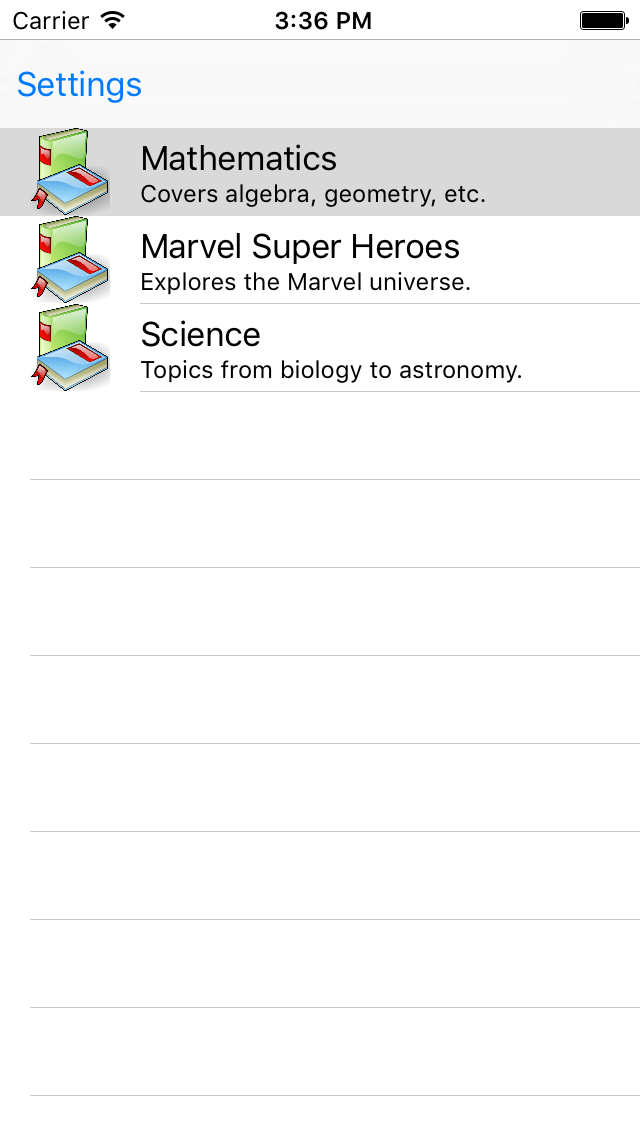 Carrier 3:36 PM
Settings
Mathematics
Covers algebra, geometry, etc.
Marvel Super Heroes
Explores the Marvel universe.
Science
Topics from biology to astronomy.